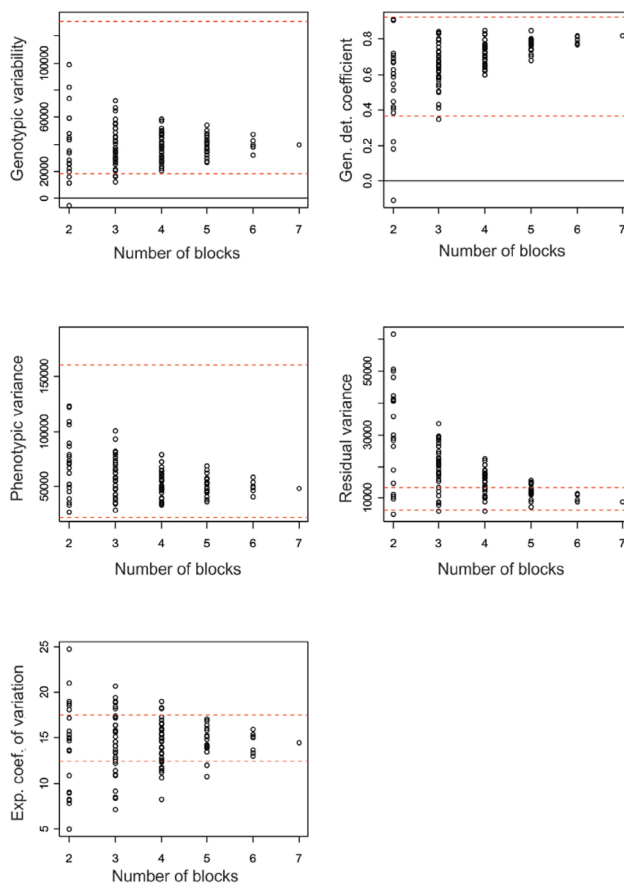 Genotypic variability
100000
60000
20000
0
2 3 4 5 6 7
Number of blocks
Gen. det. coefficient
0.8
0.6
0.4
0.2
0.0
2 3 4 5 6 7
Number of blocks
Phenotypic variance
150000
100000
50000
2 3 4 5 6 7
Number of blocks
Residual variance
50000
30000
10000
2 3 4 5 6 7
Number of blocks
Exp. coef. of variation
25
20
15
10
5
2 3 4 5 6 7
Number of blocks